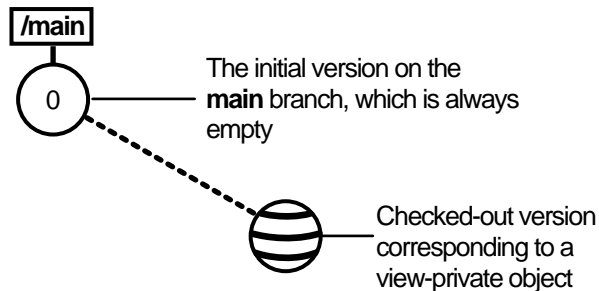 /main
0
The initial version on the
main branch, which is always
empty
Checked-out version
corresponding to a
view-private object